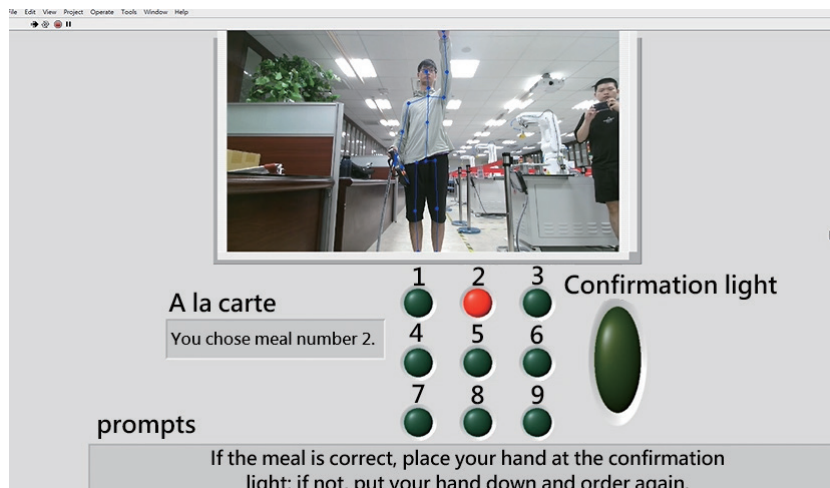 File Edit View Project Operate Tools Window Help
1 2 3
Confirmation light
A la carte
You chose meal number 2.
4 5 6
7 8 9
prompts
If the meal is correct, place your hand at the confirmation
light; if not, put your hand down and order again.